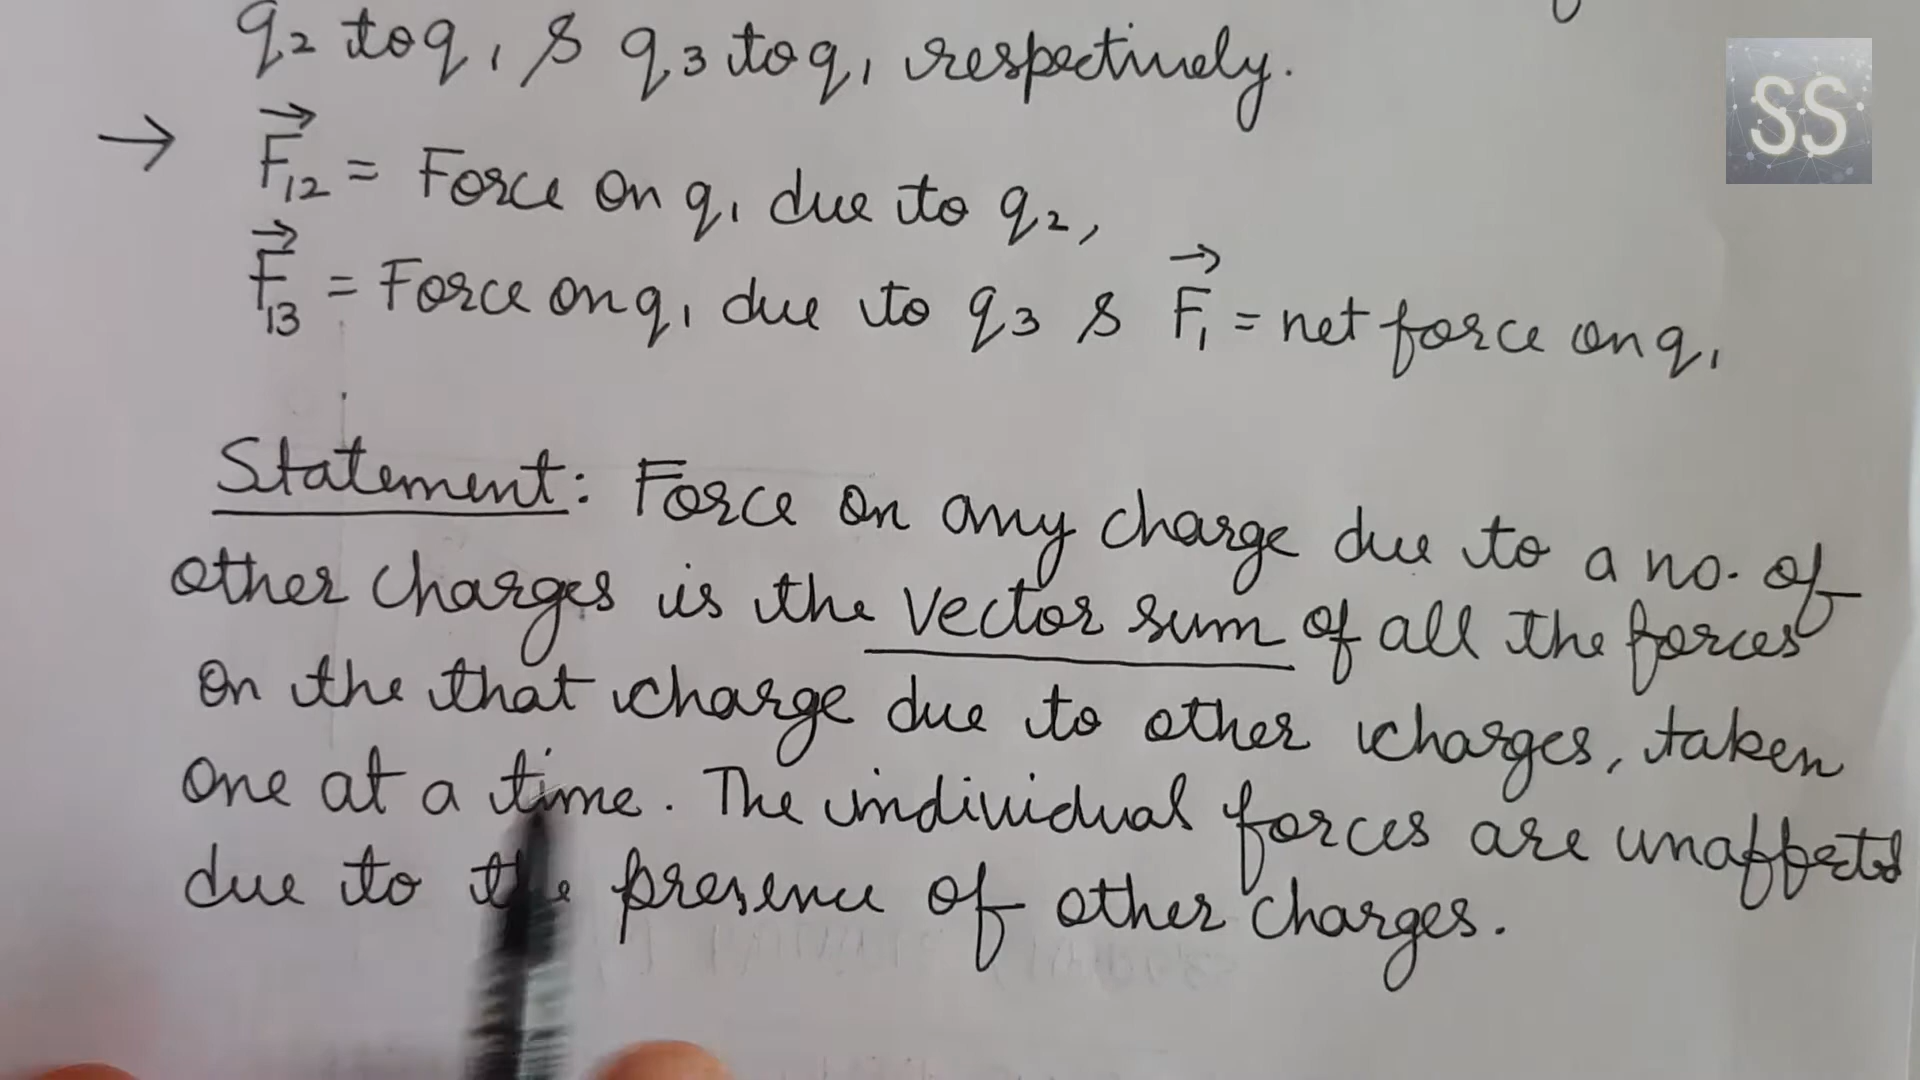 q2 to q1 & q3 to q1 respectively.
SS
→ F⃗12 = Force on q1 due to q2,
F⃗13 = Force on q1 due to q3 & F⃗1 = net force on q1
Statement: Force on any charge due to a no. of
other charges is the vector sum of all the forces
on the that charge due to other charges, taken
one at a time. The individual forces are unaffected
due to the presence of other charges.